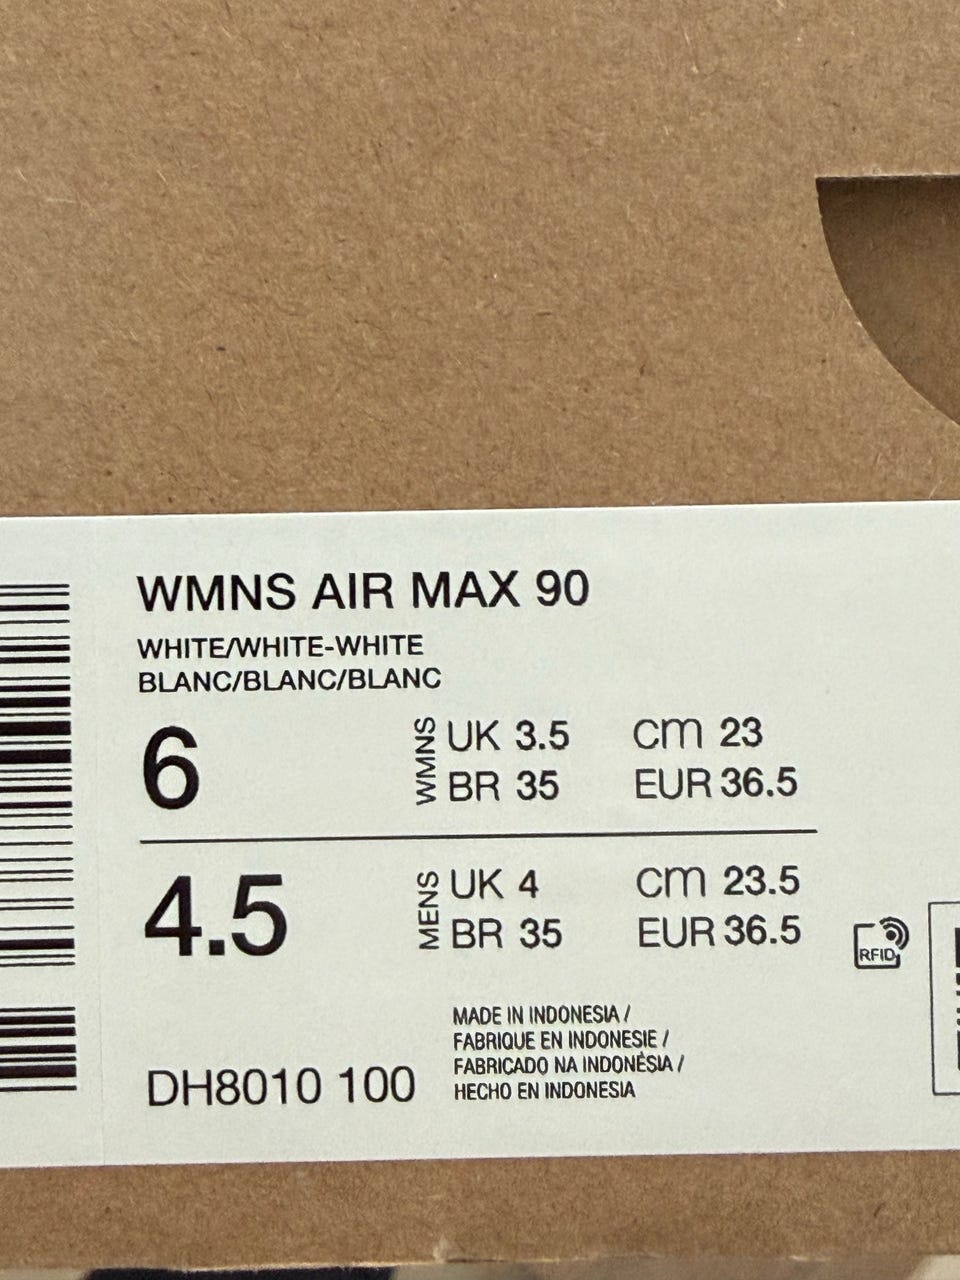 WMNS AIR MAX 90
WHITE/WHITE-WHITE
BLANC/BLANC/BLANC
6
WMNS
UK 3.5 CM 23
BR 35 EUR 36.5
4.5
MENS
UK 4 CM 23.5
BR 35 EUR 36.5
RFID
MADE IN INDONESIA /
FABRIQUE EN INDONESIE /
FABRICADO NA INDONÉSIA /
HECHO EN INDONESIA
DH8010 100